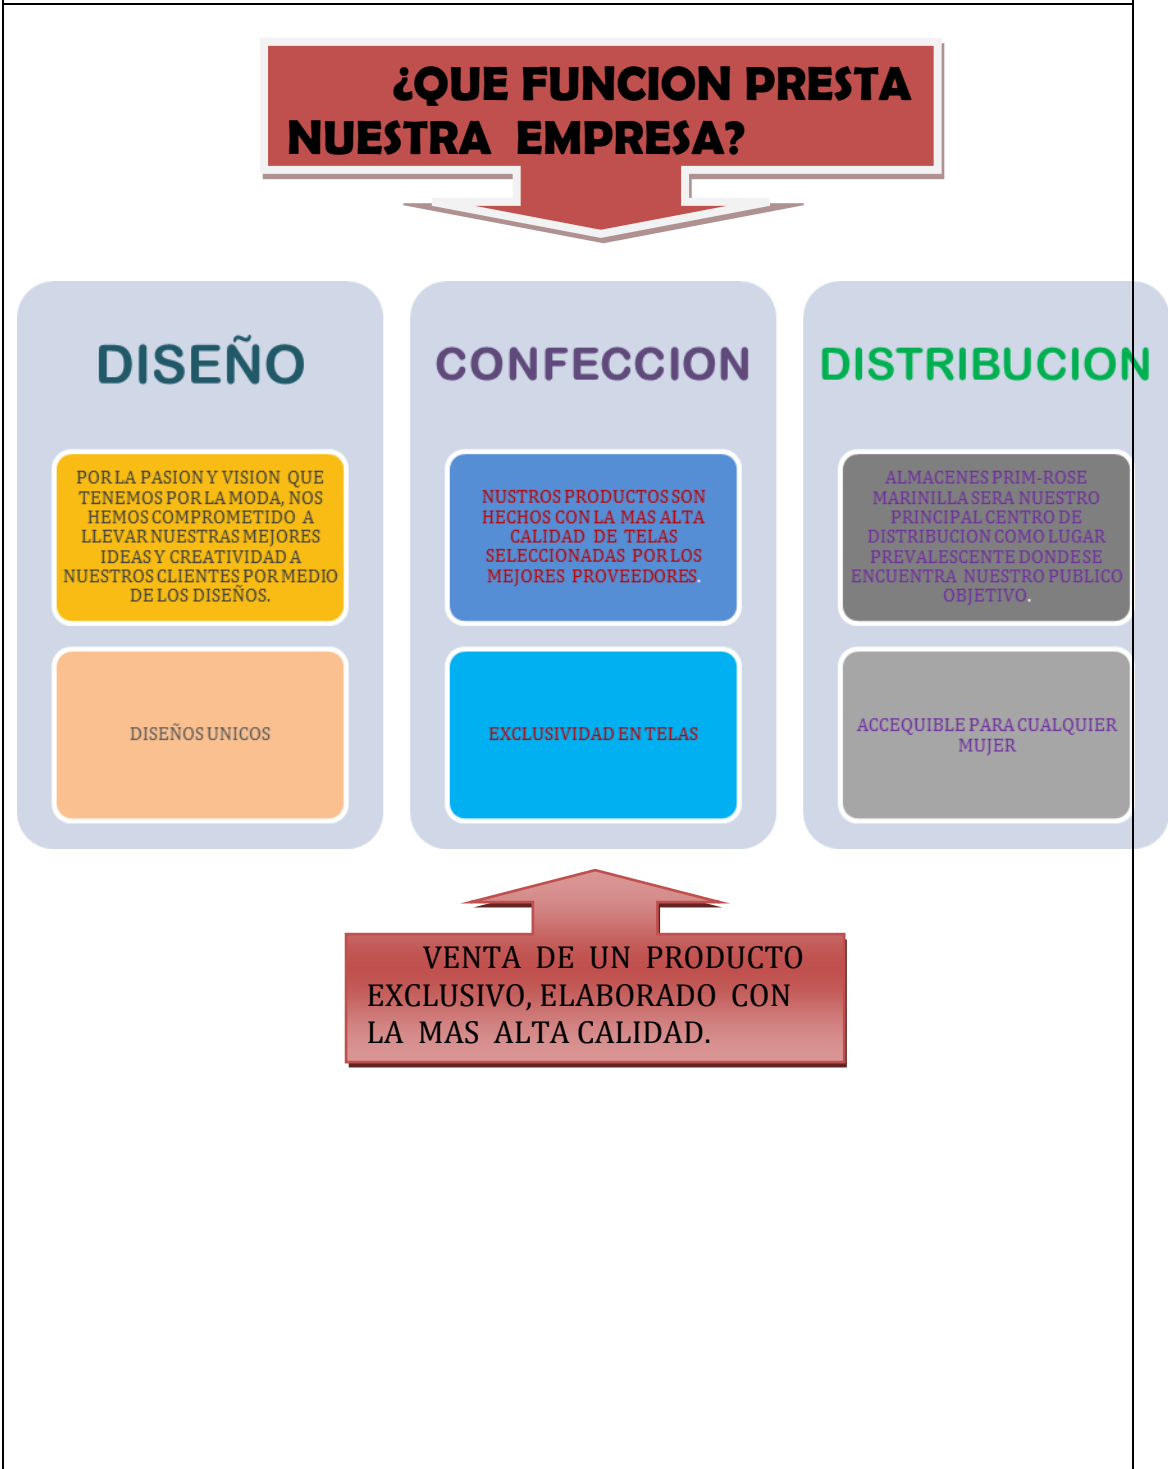 ¿QUE FUNCION PRESTA
NUESTRA EMPRESA?
DISEÑO
POR LA PASION Y VISION QUE
TENEMOS POR LA MODA, NOS
HEMOS COMPROMETIDO A
LLEVAR NUESTRAS MEJORES
IDEAS Y CREATIVIDAD A
NUESTROS CLIENTES POR MEDIO
DE LOS DISEÑOS.
DISEÑOS UNICOS
CONFECCION
NUSTROS PRODUCTOS SON
HECHOS CON LA MAS ALTA
CALIDAD DE TELAS
SELECCIONADAS POR LOS
MEJORES PROVEEDORES.
EXCLUSIVIDAD EN TELAS
DISTRIBUCION
ALMACENES PRIM-ROSE
MARINILLA SERA NUESTRO
PRINCIPAL CENTRO DE
DISTRIBUCION COMO LUGAR
PREVALESCENTE DONDE SE
ENCUENTRA NUESTRO PUBLICO
OBJETIVO.
ACCEQUIBLE PARA CUALQUIER
MUJER
VENTA DE UN PRODUCTO
EXCLUSIVO, ELABORADO CON
LA MAS ALTA CALIDAD.